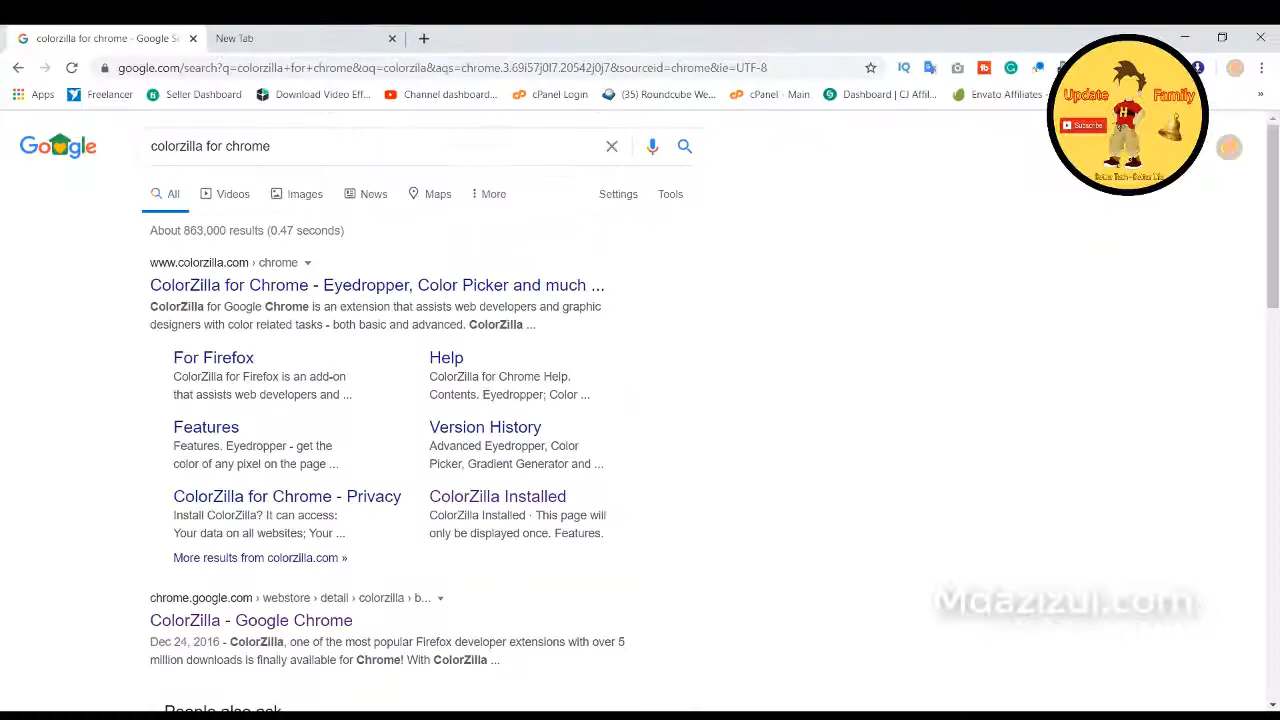 colorzilla for chrome - Google Se
New Tab
google.com/search?q=colorzilla+for+chrome&oq=colorzila&aqs=chrome.3.69i57j0l7.20542j0j7&sourceid=chrome&ie=UTF-8
Apps
Freelancer
Seller Dashboard
Download Video Eff...
Channel dashboard...
cPanel Login
(35) Roundcube We...
cPanel · Main
Dashboard | CJ Affil...
Envato Affiliates
Update Family
Subscribe
H
Better Tech - Better Life
Google
colorzilla for chrome
All
Videos
Images
News
Maps
More
Settings
Tools
About 863,000 results (0.47 seconds)
www.colorzilla.com › chrome
ColorZilla for Chrome - Eyedropper, Color Picker and much ...
ColorZilla for Google Chrome is an extension that assists web developers and graphic
designers with color related tasks - both basic and advanced. ColorZilla ...
For Firefox
ColorZilla for Firefox is an add-on
that assists web developers and ...
Help
ColorZilla for Chrome Help.
Contents. Eyedropper; Color ...
Features
Features. Eyedropper - get the
color of any pixel on the page ...
Version History
Advanced Eyedropper, Color
Picker, Gradient Generator and ...
ColorZilla for Chrome - Privacy
Install ColorZilla? It can access:
Your data on all websites; Your ...
ColorZilla Installed
ColorZilla Installed · This page will
only be displayed once. Features.
More results from colorzilla.com »
chrome.google.com › webstore › detail › colorzilla › b...
ColorZilla - Google Chrome
Dec 24, 2016 - ColorZilla, one of the most popular Firefox developer extensions with over 5
million downloads is finally available for Chrome! With ColorZilla ...
People also ask
Mdazizul.com